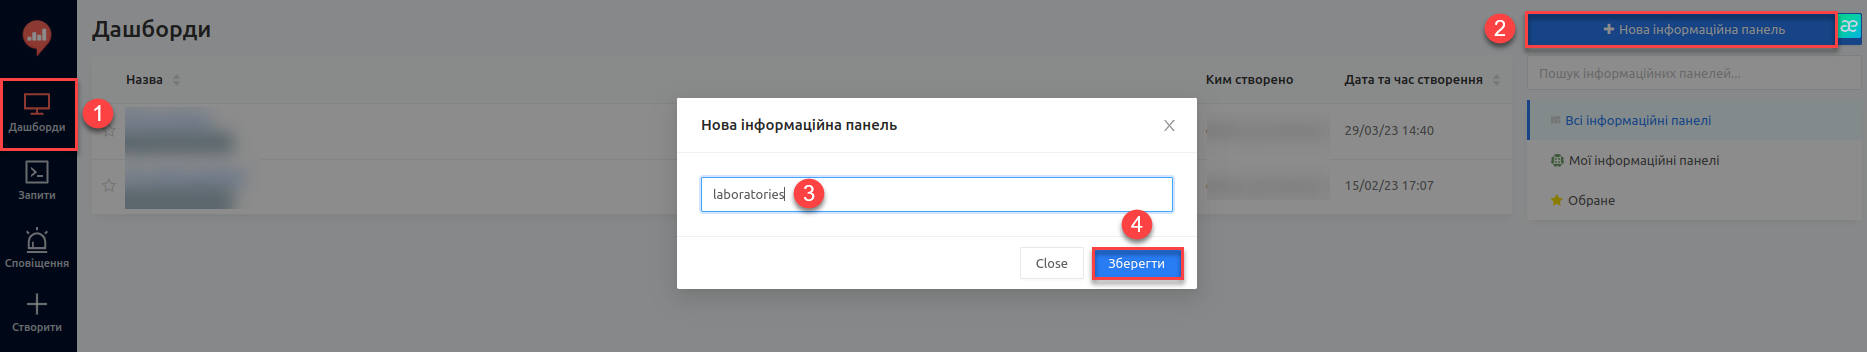 Дашборди
Запити
Сповіщення
Створити
1
Дашборди
2
+ Нова інформаційна панель
æ
Назва
Ким створено
Дата та час створення
29/03/23 14:40
15/02/23 17:07
Пошук інформаційних панелей...
Всі інформаційні панелі
Мої інформаційні панелі
Обране
Нова інформаційна панель
laboratories
3
4
Close
Зберегти